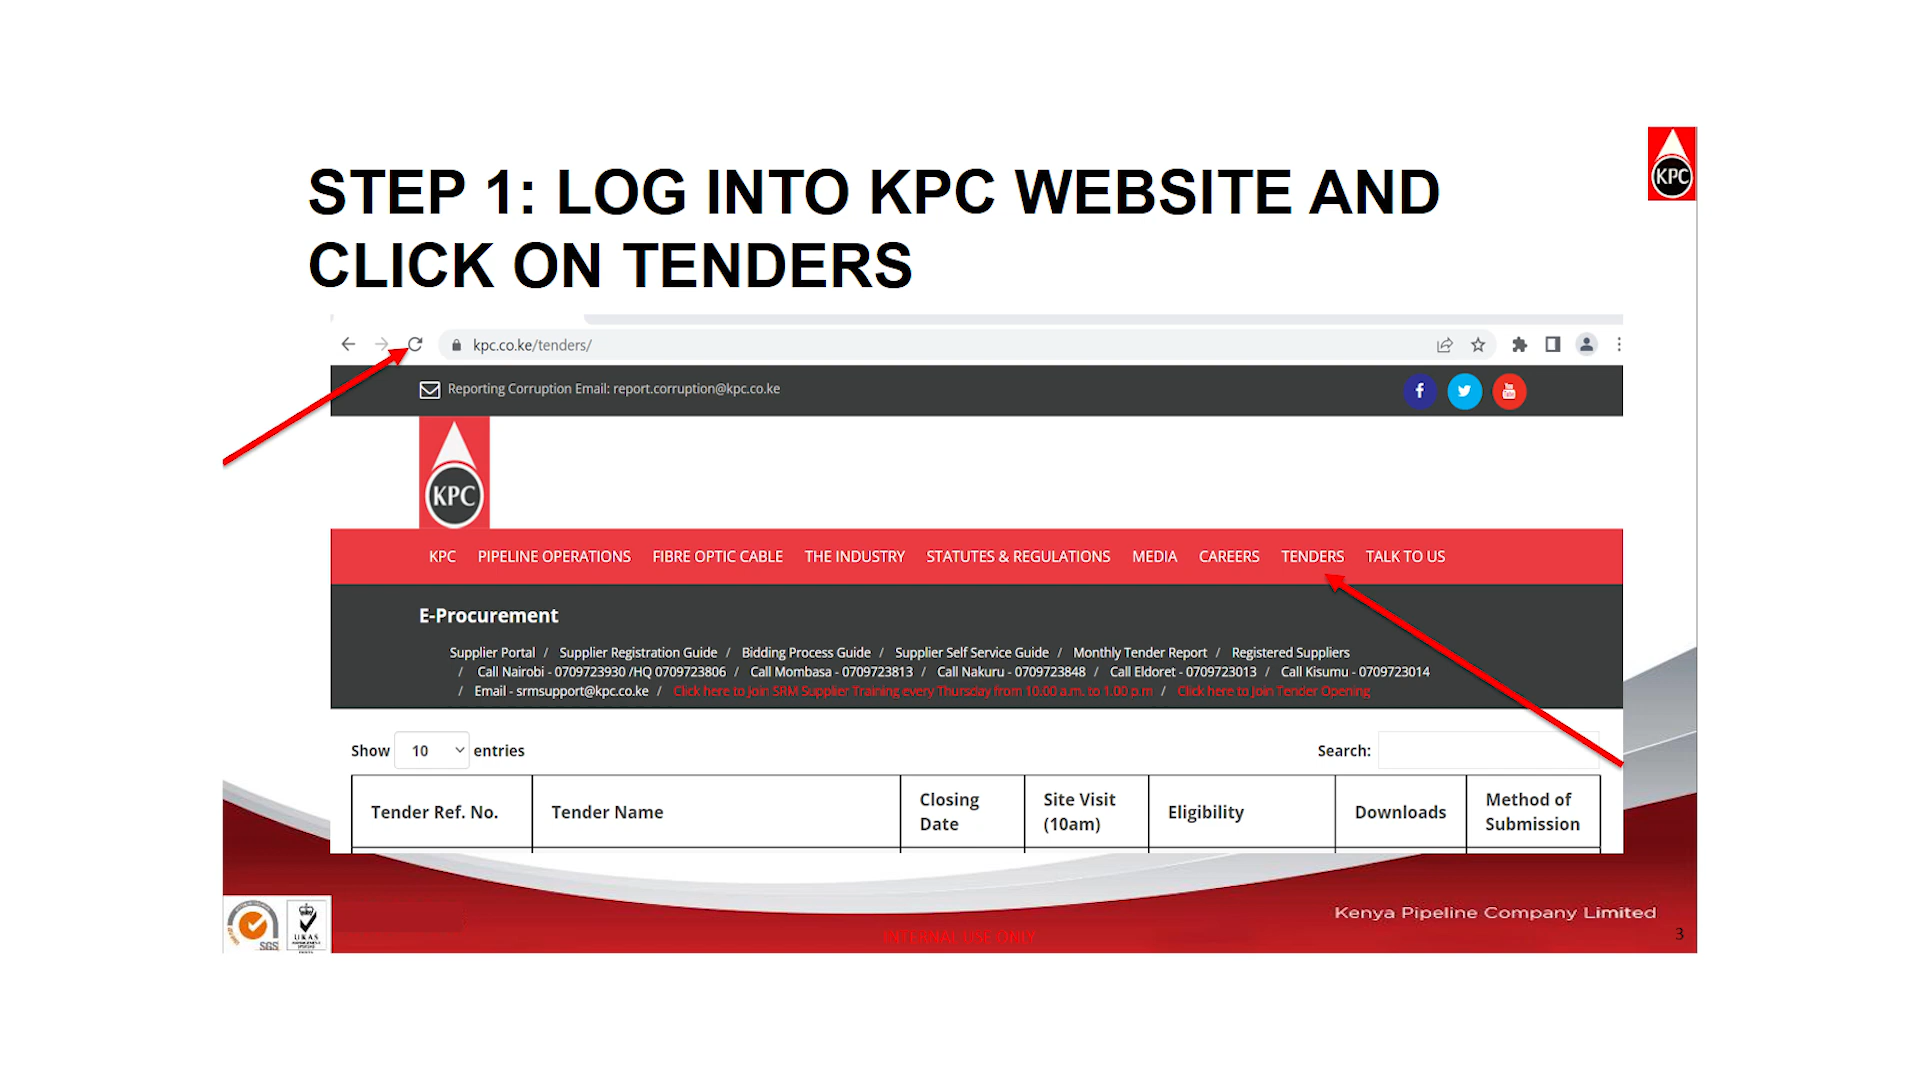 STEP 1: LOG INTO KPC WEBSITE AND
CLICK ON TENDERS
KPC
kpc.co.ke/tenders/
Reporting Corruption Email: report.corruption@kpc.co.ke
KPC
KPC PIPELINE OPERATIONS FIBRE OPTIC CABLE THE INDUSTRY STATUTES & REGULATIONS MEDIA CAREERS TENDERS TALK TO US
E-Procurement
Supplier Portal / Supplier Registration Guide / Bidding Process Guide / Supplier Self Service Guide / Monthly Tender Report / Registered Suppliers
/ Call Nairobi - 0709723930 /HQ 0709723806 / Call Mombasa - 0709723813 / Call Nakuru - 0709723848 / Call Eldoret - 0709723013 / Call Kisumu - 0709723014
/ Email - srmsupport@kpc.co.ke / Click here to Join SRM Supplier Training every Thursday from 10.00 a.m. to 1.00 p.m / Click here to Join Tender Opening
Show 10 entries Search:
Tender Ref. No. Tender Name Closing Date Site Visit (10am) Eligibility Downloads Method of Submission
SGS
UKAS
Kenya Pipeline Company Limited
INTERNAL USE ONLY
3